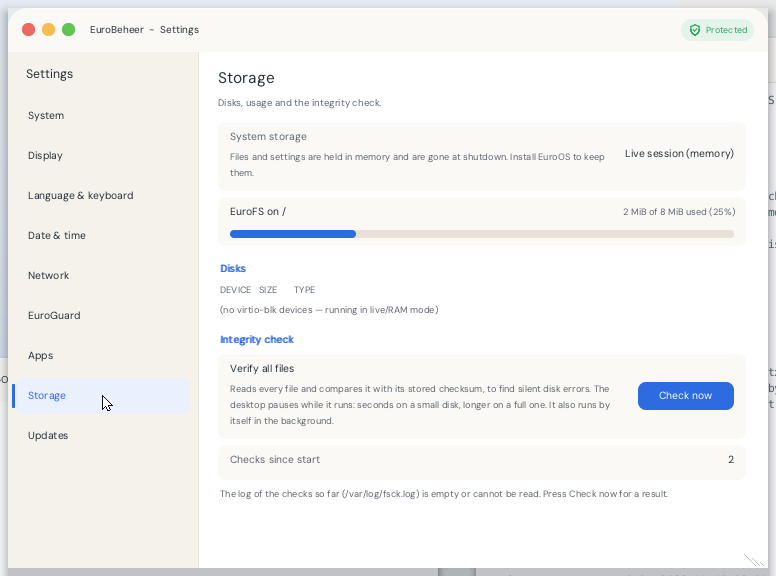 EuroBeheer - Settings
Protected
Settings
System
Display
Language & keyboard
Date & time
Network
EuroGuard
Apps
Storage
Updates
Storage
Disks, usage and the integrity check.
System storage
Files and settings are held in memory and are gone at shutdown. Install EuroOS to keep
them.
Live session (memory)
EuroFS on /
2 MiB of 8 MiB used (25%)
Disks
DEVICE SIZE TYPE
(no virtio-blk devices — running in live/RAM mode)
Integrity check
Verify all files
Reads every file and compares it with its stored checksum, to find silent disk errors. The
desktop pauses while it runs: seconds on a small disk, longer on a full one. It also runs by
itself in the background.
Check now
Checks since start
2
The log of the checks so far (/var/log/fsck.log) is empty or cannot be read. Press Check now for a result.